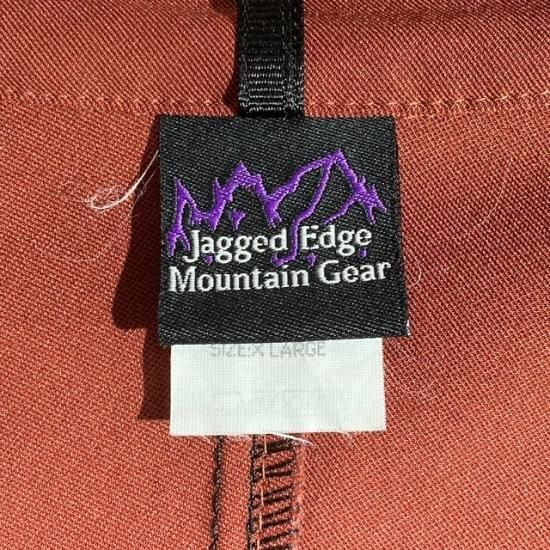 Jagged Edge
Mountain Gear
SIZE:X LARGE